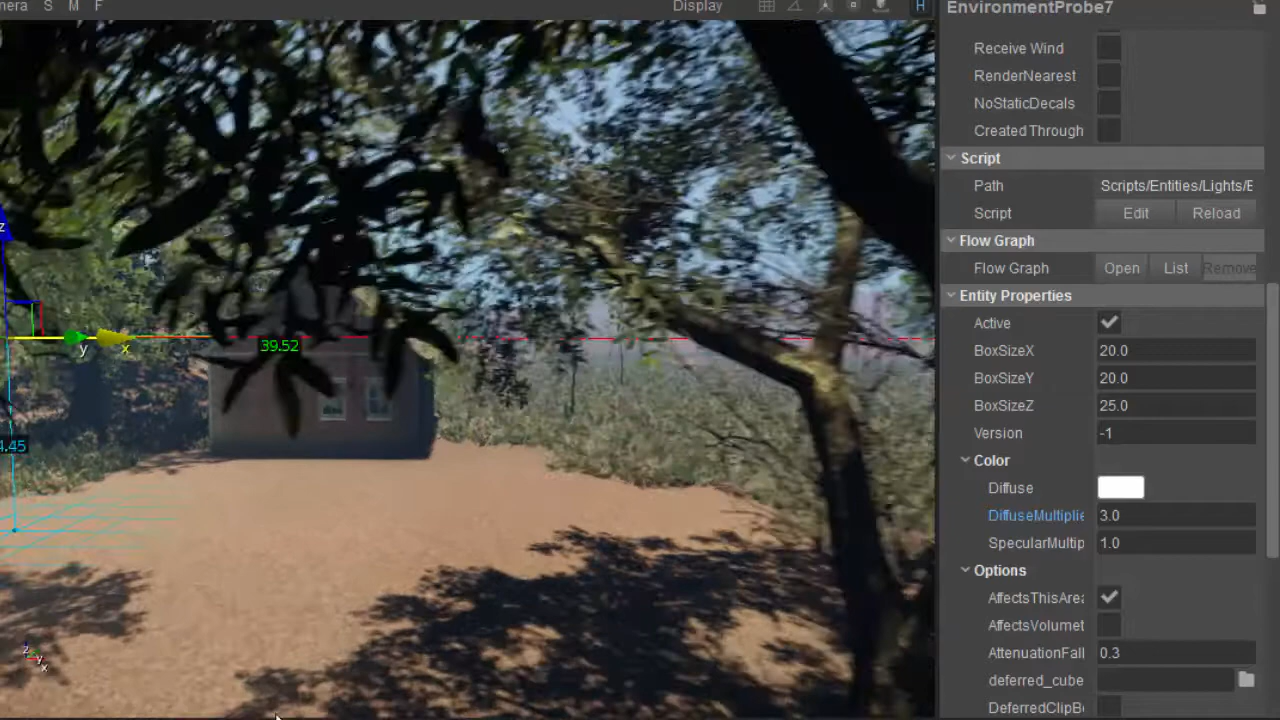 nera S M F Display H EnvironmentProbe7
Receive Wind
RenderNearest
NoStaticDecals
Created Through
Script
Path Scripts/Entities/Lights/E
Script Edit Reload
Flow Graph
Flow Graph Open List Remove
Entity Properties
Active
BoxSizeX 20.0
BoxSizeY 20.0
BoxSizeZ 25.0
Version -1
Color
Diffuse
DiffuseMultiplie 3.0
SpecularMultip 1.0
Options
AffectsThisArea
AffectsVolumet
AttenuationFall 0.3
deferred_cube
DeferredClipB
z
y x
39.52
4.45
z y x